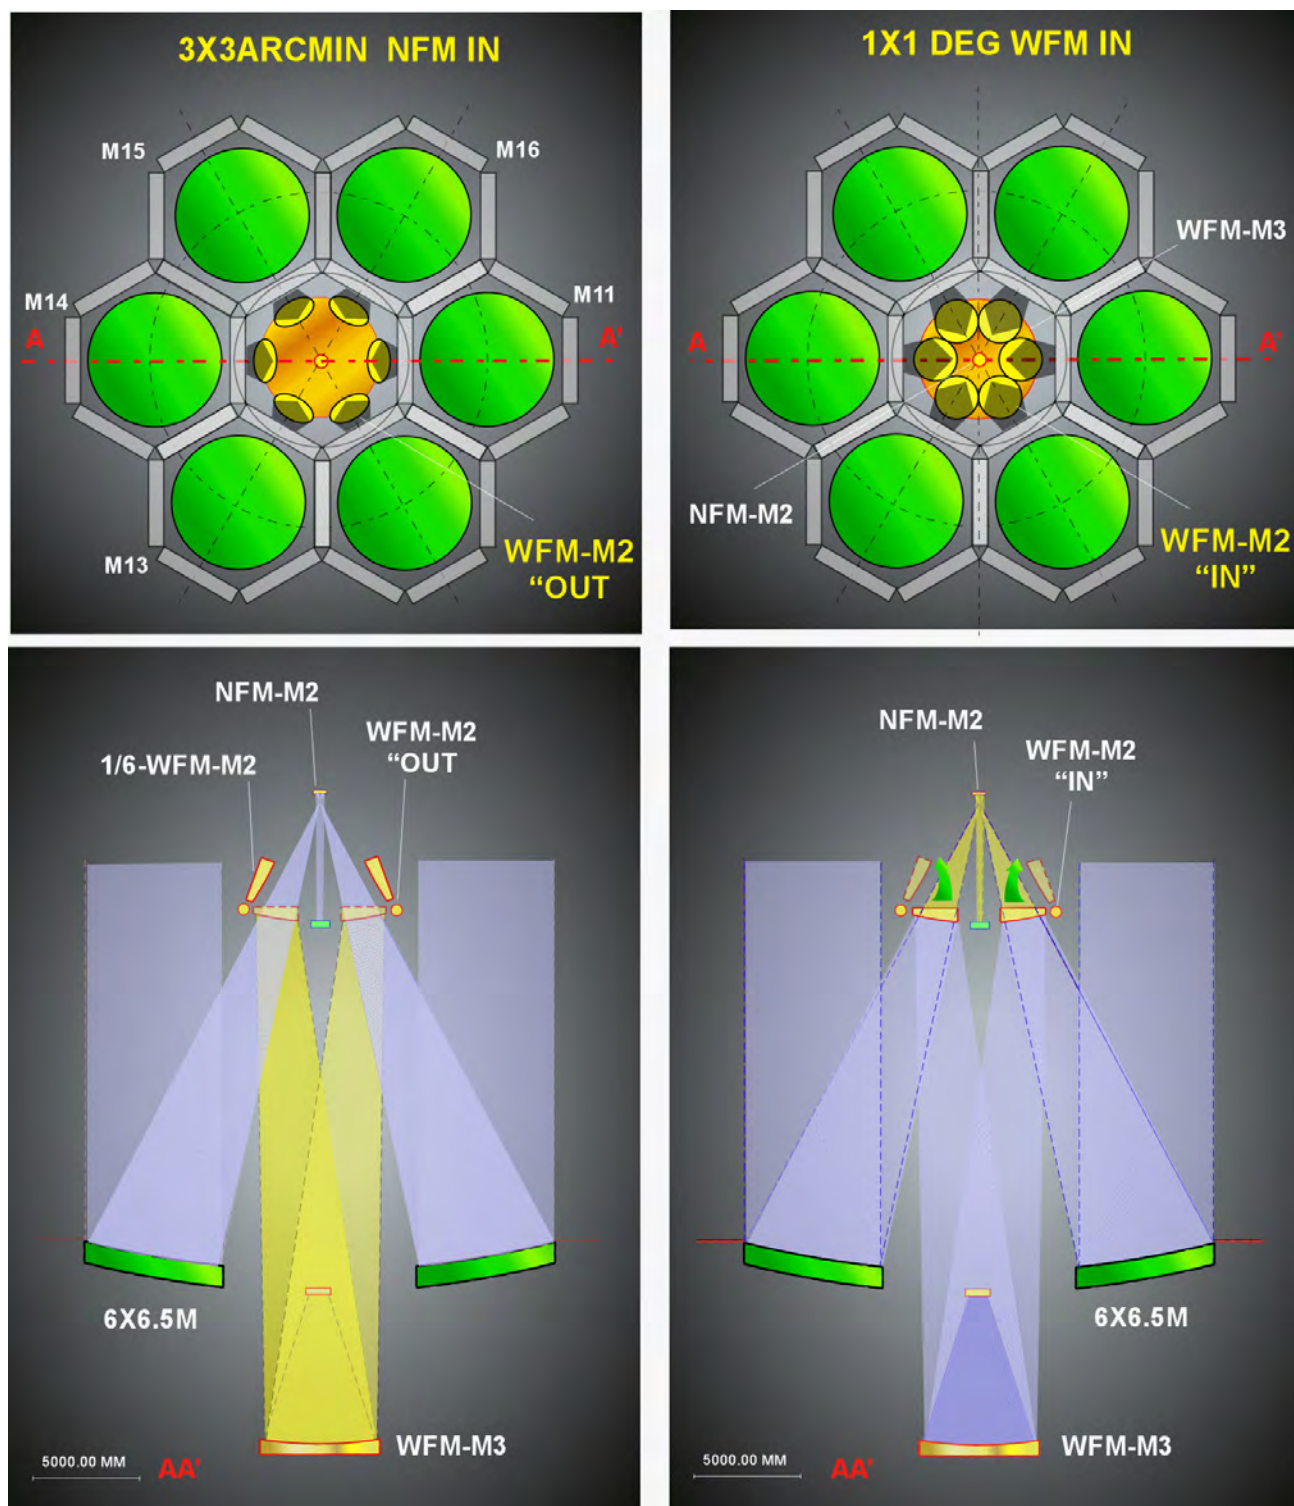 3X3ARCMIN NFM IN
M15
M16
M14
M11
A
A'
M13
WFM-M2
“OUT
1X1 DEG WFM IN
WFM-M3
A
A'
NFM-M2
WFM-M2
“IN”
NFM-M2
WFM-M2
“OUT
1/6-WFM-M2
6X6.5M
WFM-M3
5000.00 MM
AA'
NFM-M2
WFM-M2
“IN”
6X6.5M
WFM-M3
5000.00 MM
AA'